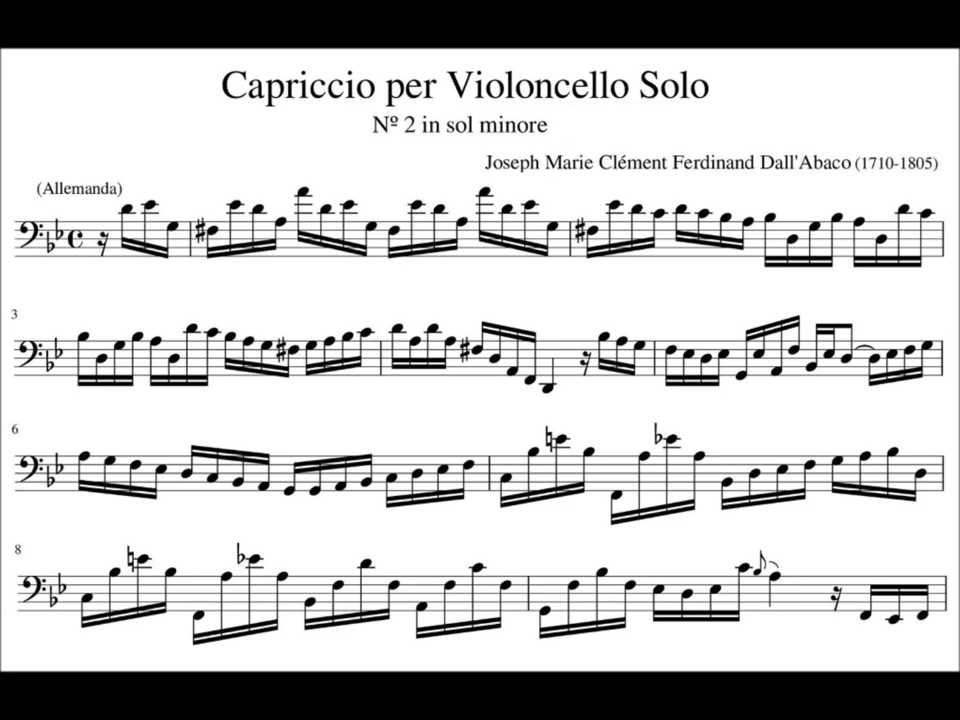 Capriccio per Violoncello Solo
Nº 2 in sol minore
Joseph Marie Clément Ferdinand Dall'Abaco (1710-1805)
(Allemanda)
3
6
8